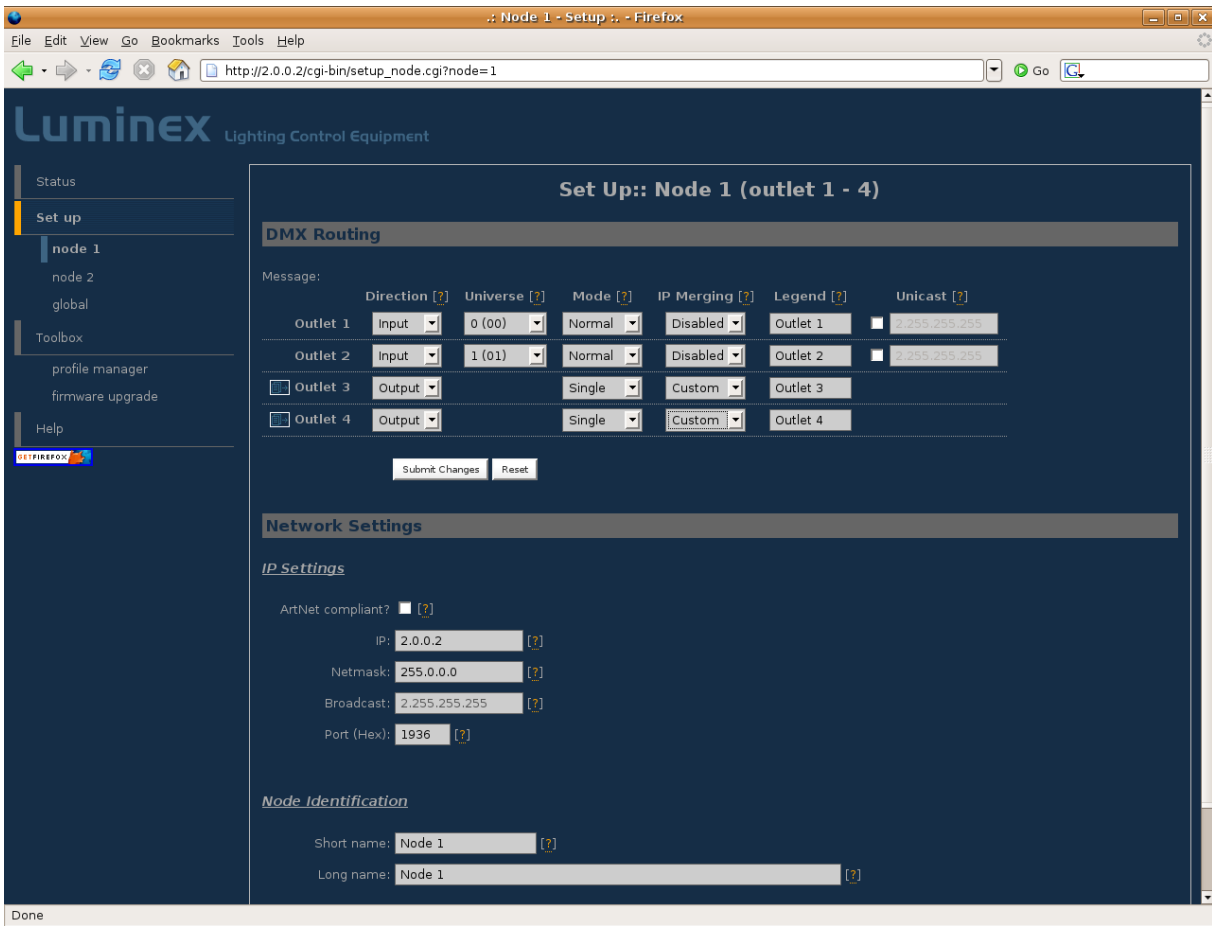 .: Node 1 - Setup :. - Firefox
File Edit View Go Bookmarks Tools Help
http://2.0.0.2/cgi-bin/setup_node.cgi?node=1 Go G
Luminex Lighting Control Equipment
Status
Set up
node 1
node 2
global
Toolbox
profile manager
firmware upgrade
Help
GETFIREFOX
Set Up:: Node 1 (outlet 1 - 4)
DMX Routing
Message:
Direction [?] Universe [?] Mode [?] IP Merging [?] Legend [?] Unicast [?]
Outlet 1 Input 0 (00) Normal Disabled Outlet 1 2.255.255.255
Outlet 2 Input 1 (01) Normal Disabled Outlet 2 2.255.255.255
Outlet 3 Output Single Custom Outlet 3
Outlet 4 Output Single Custom Outlet 4
Submit Changes Reset
Network Settings
IP Settings
ArtNet compliant? [?]
IP: 2.0.0.2 [?]
Netmask: 255.0.0.0 [?]
Broadcast: 2.255.255.255 [?]
Port (Hex): 1936 [?]
Node Identification
Short name: Node 1 [?]
Long name: Node 1 [?]
Done